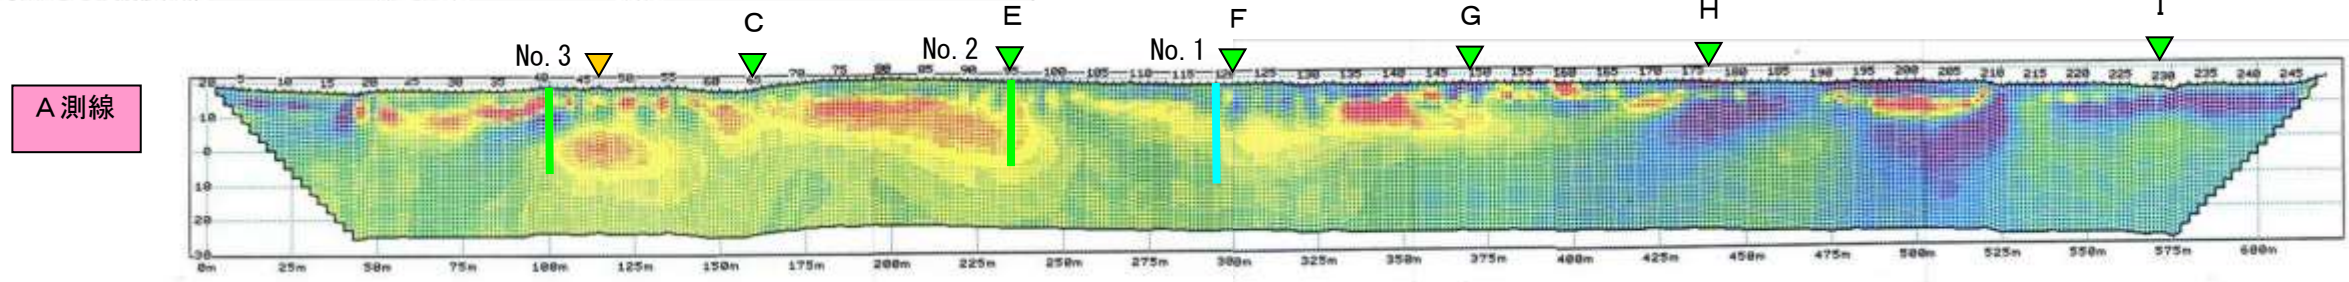 C
E
F
G
H
I
No. 3
No. 2
No. 1
A測線
5 10 15 20 25 30 35 40 45 50 55 60 65 70 75 80 85 90 95 100 105 110 115 120 125 130 135 140 145 150 155 160 165 170 175 180 185 190 195 200 205 210 215 220 225 230 235 240 245
20
10
0
10
20
30
0m 25m 50m 75m 100m 125m 150m 175m 200m 225m 250m 275m 300m 325m 350m 375m 400m 425m 450m 475m 500m 525m 550m 575m 600m